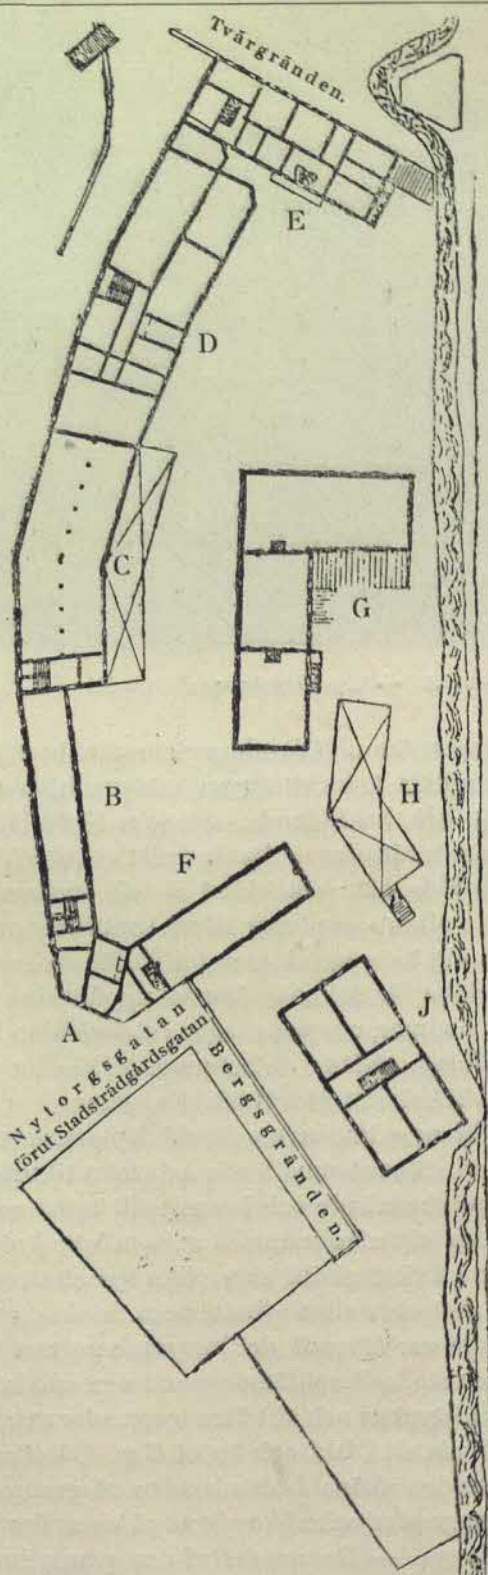 Tvärgränden.
E
D
C
G
B
H
F
J
A
Nytorgsgatan
förut Stadsträdgårdsgatan
Bergsgränden.